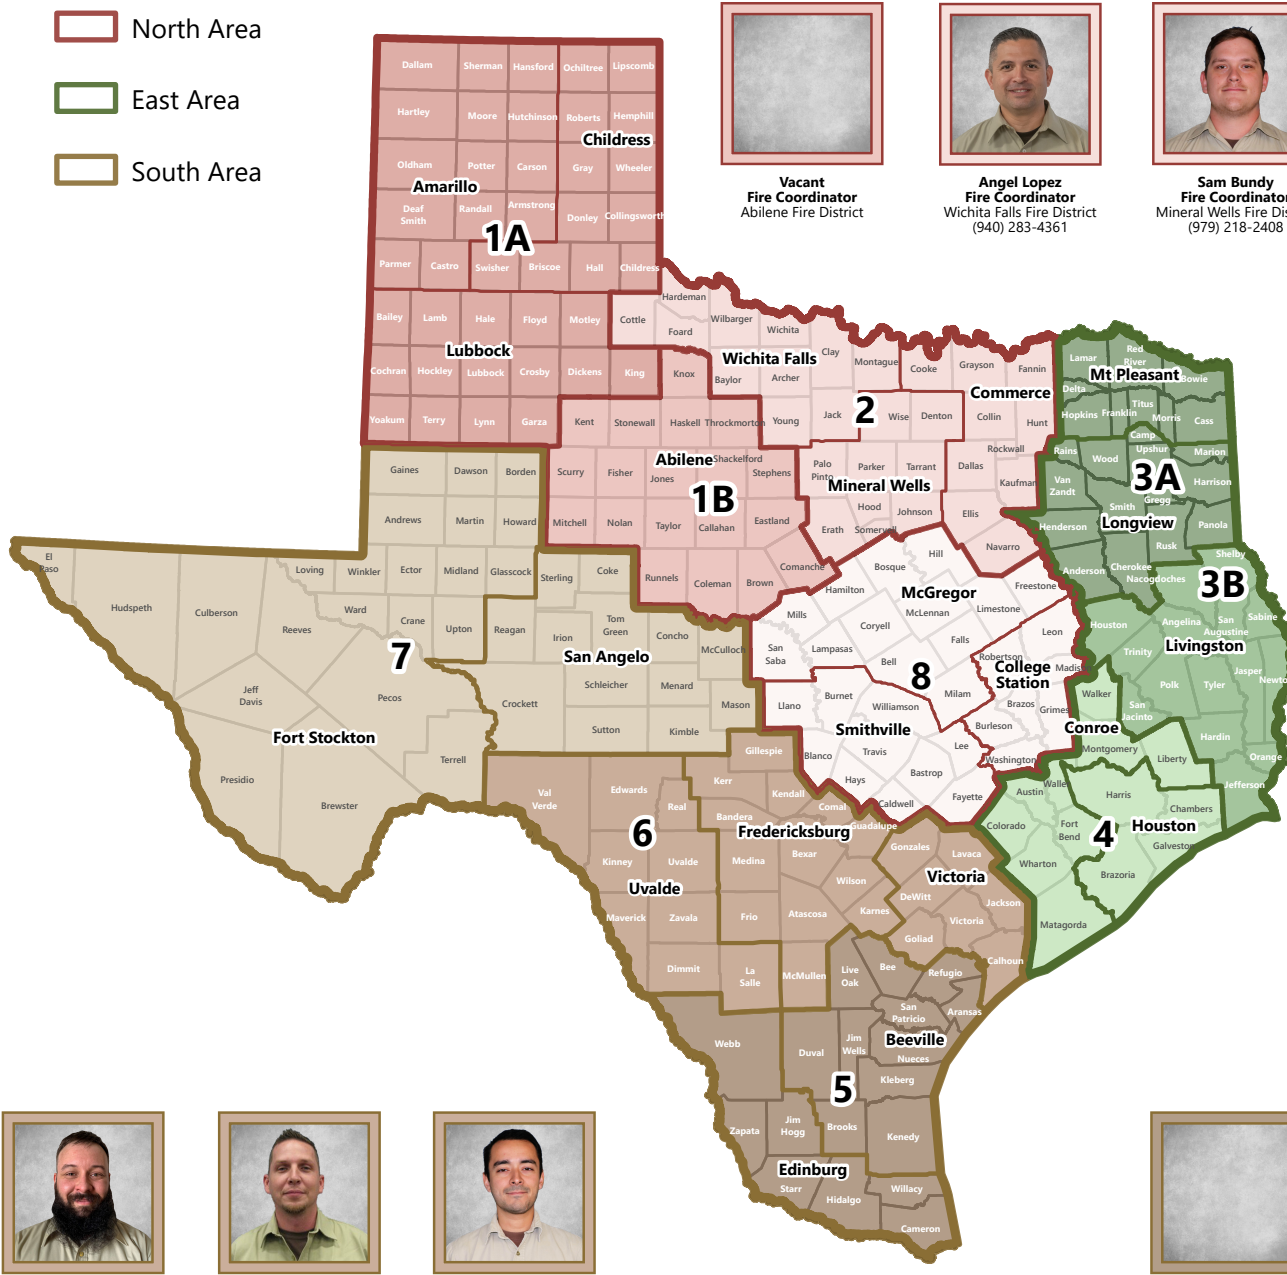 North Area
East Area
South Area
Vacant
Fire Coordinator
Abilene Fire District
Angel Lopez
Fire Coordinator
Wichita Falls Fire District
(940) 283-4361
Sam Bundy
Fire Coordinator
Mineral Wells Fire Dis
(979) 218-2408
Dallam Sherman Hansford Ochiltree Lipscomb
Hartley Moore Hutchinson Roberts Hemphill
Childress
Oldham Potter Carson Gray Wheeler
Amarillo
Deaf Smith Randall Armstrong Donley Collingsworth
1A
Parmer Castro Swisher Briscoe Hall Childress
Bailey Lamb Hale Floyd Motley Cottle Hardeman Foard Wilbarger Wichita Clay Montague Cooke Grayson Fannin
Lubbock
Wichita Falls
Cochran Hockley Lubbock Crosby Dickens King Knox Baylor Archer
Commerce
2
Yoakum Terry Lynn Garza Kent Stonewall Haskell Throckmorton Young Jack Wise Denton Collin Hunt
Lamar Red River Bowie
Mt Pleasant
Delta Hopkins Franklin Titus Morris Cass
Camp
Rains Wood Upshur Marion
3A
Van Zandt Smith Gregg Harrison
Longview
Henderson Rusk Panola
Anderson Cherokee Nacogdoches Shelby
3B
Gaines Dawson Borden Scurry Fisher Jones Shackelford Stephens Palo Pinto Parker Tarrant Dallas Rockwall Kaufman
Abilene
1B
Mineral Wells
Andrews Martin Howard Mitchell Nolan Taylor Callahan Eastland Erath Hood Somervell Johnson Ellis Navarro
El Paso Hudspeth Culberson Loving Winkler Ector Midland Glasscock Sterling Coke Runnels Coleman Brown Comanche
Hamilton Bosque Hill Freestone
McGregor
Reeves Ward Crane Upton Reagan Irion Tom Green Concho McCulloch Mills Coryell McLennan Limestone Falls Leon
7
San Angelo
San Saba Lampasas Bell Robertson Madis
8
College Station
Houston Angelina San Augustine Sabine
Livingston
Trinity Polk Tyler Jasper Newto
Jeff Davis Pecos Crockett Schleicher Menard Mason Llano Burnet Williamson Milam Brazos Grimes Walker San Jacinto
Fort Stockton
Sutton Kimble
Smithville
Burleson
Conroe
Hardin
Presidio Brewster Terrell Gillespie Blanco Travis Lee Washington Montgomery Liberty Orange
Hays Bastrop Caldwell Fayette Austin Waller Harris Chambers Jefferson
Val Verde Edwards Real Kerr Kendall Bandera Comal Guadalupe Colorado Fort Bend Galveston
6
Fredericksburg
4
Houston
Kinney Uvalde Medina Bexar Wilson Gonzales Lavaca Wharton Brazoria
Uvalde
Victoria
Maverick Zavala Frio Atascosa Karnes DeWitt Victoria Jackson Matagorda
Goliad Calhoun
Dimmit La Salle McMullen Live Oak Bee Refugio
San Patricio Aransas
Beeville
Webb Duval Jim Wells Nueces
5
Kleberg
Zapata Jim Hogg Brooks Kenedy
Edinburg
Starr Hidalgo Willacy
Cameron